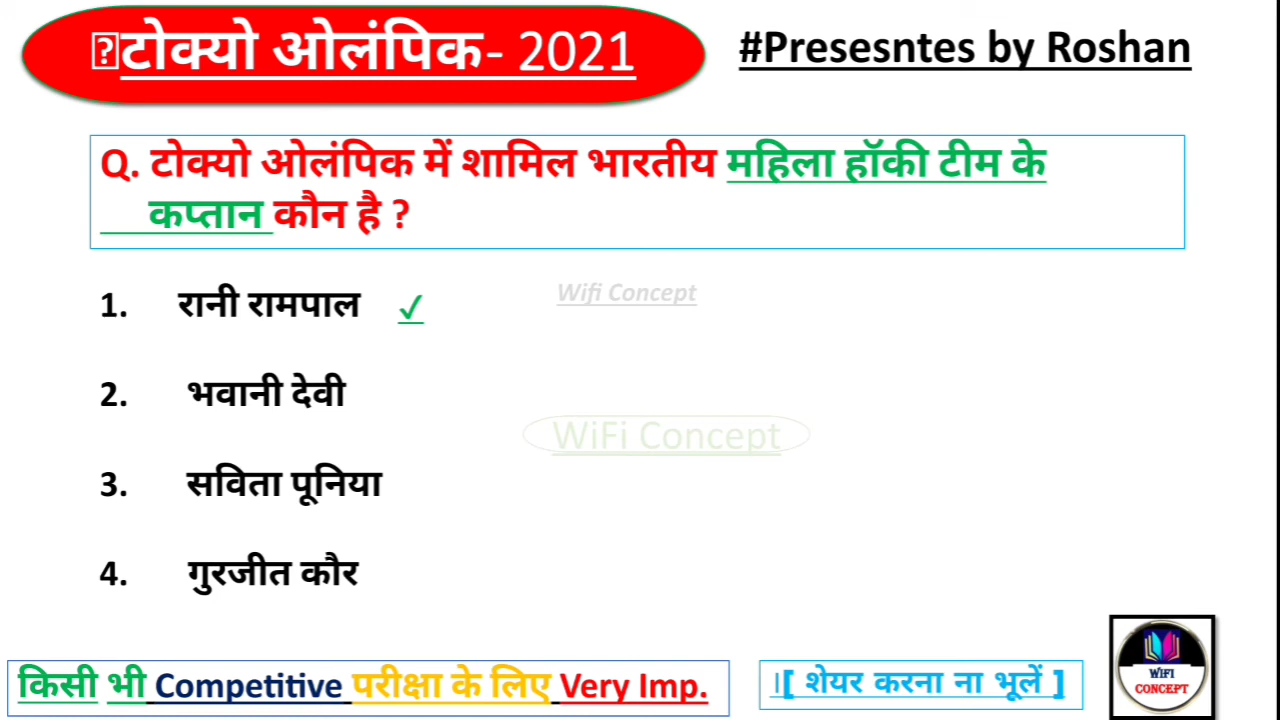 टोक्यो ओलंपिक- 2021
#Presesntes by Roshan
Q. टोक्यो ओलंपिक में शामिल भारतीय महिला हॉकी टीम के
कप्तान कौन है ?
1. रानी रामपाल ✓
Wifi Concept
2. भवानी देवी
WiFi Concept
3. सविता पूनिया
4. गुरजीत कौर
किसी भी Competitive परीक्षा के लिए Very Imp.
|[ शेयर करना ना भूलें ]
WiFi
CONCEPT